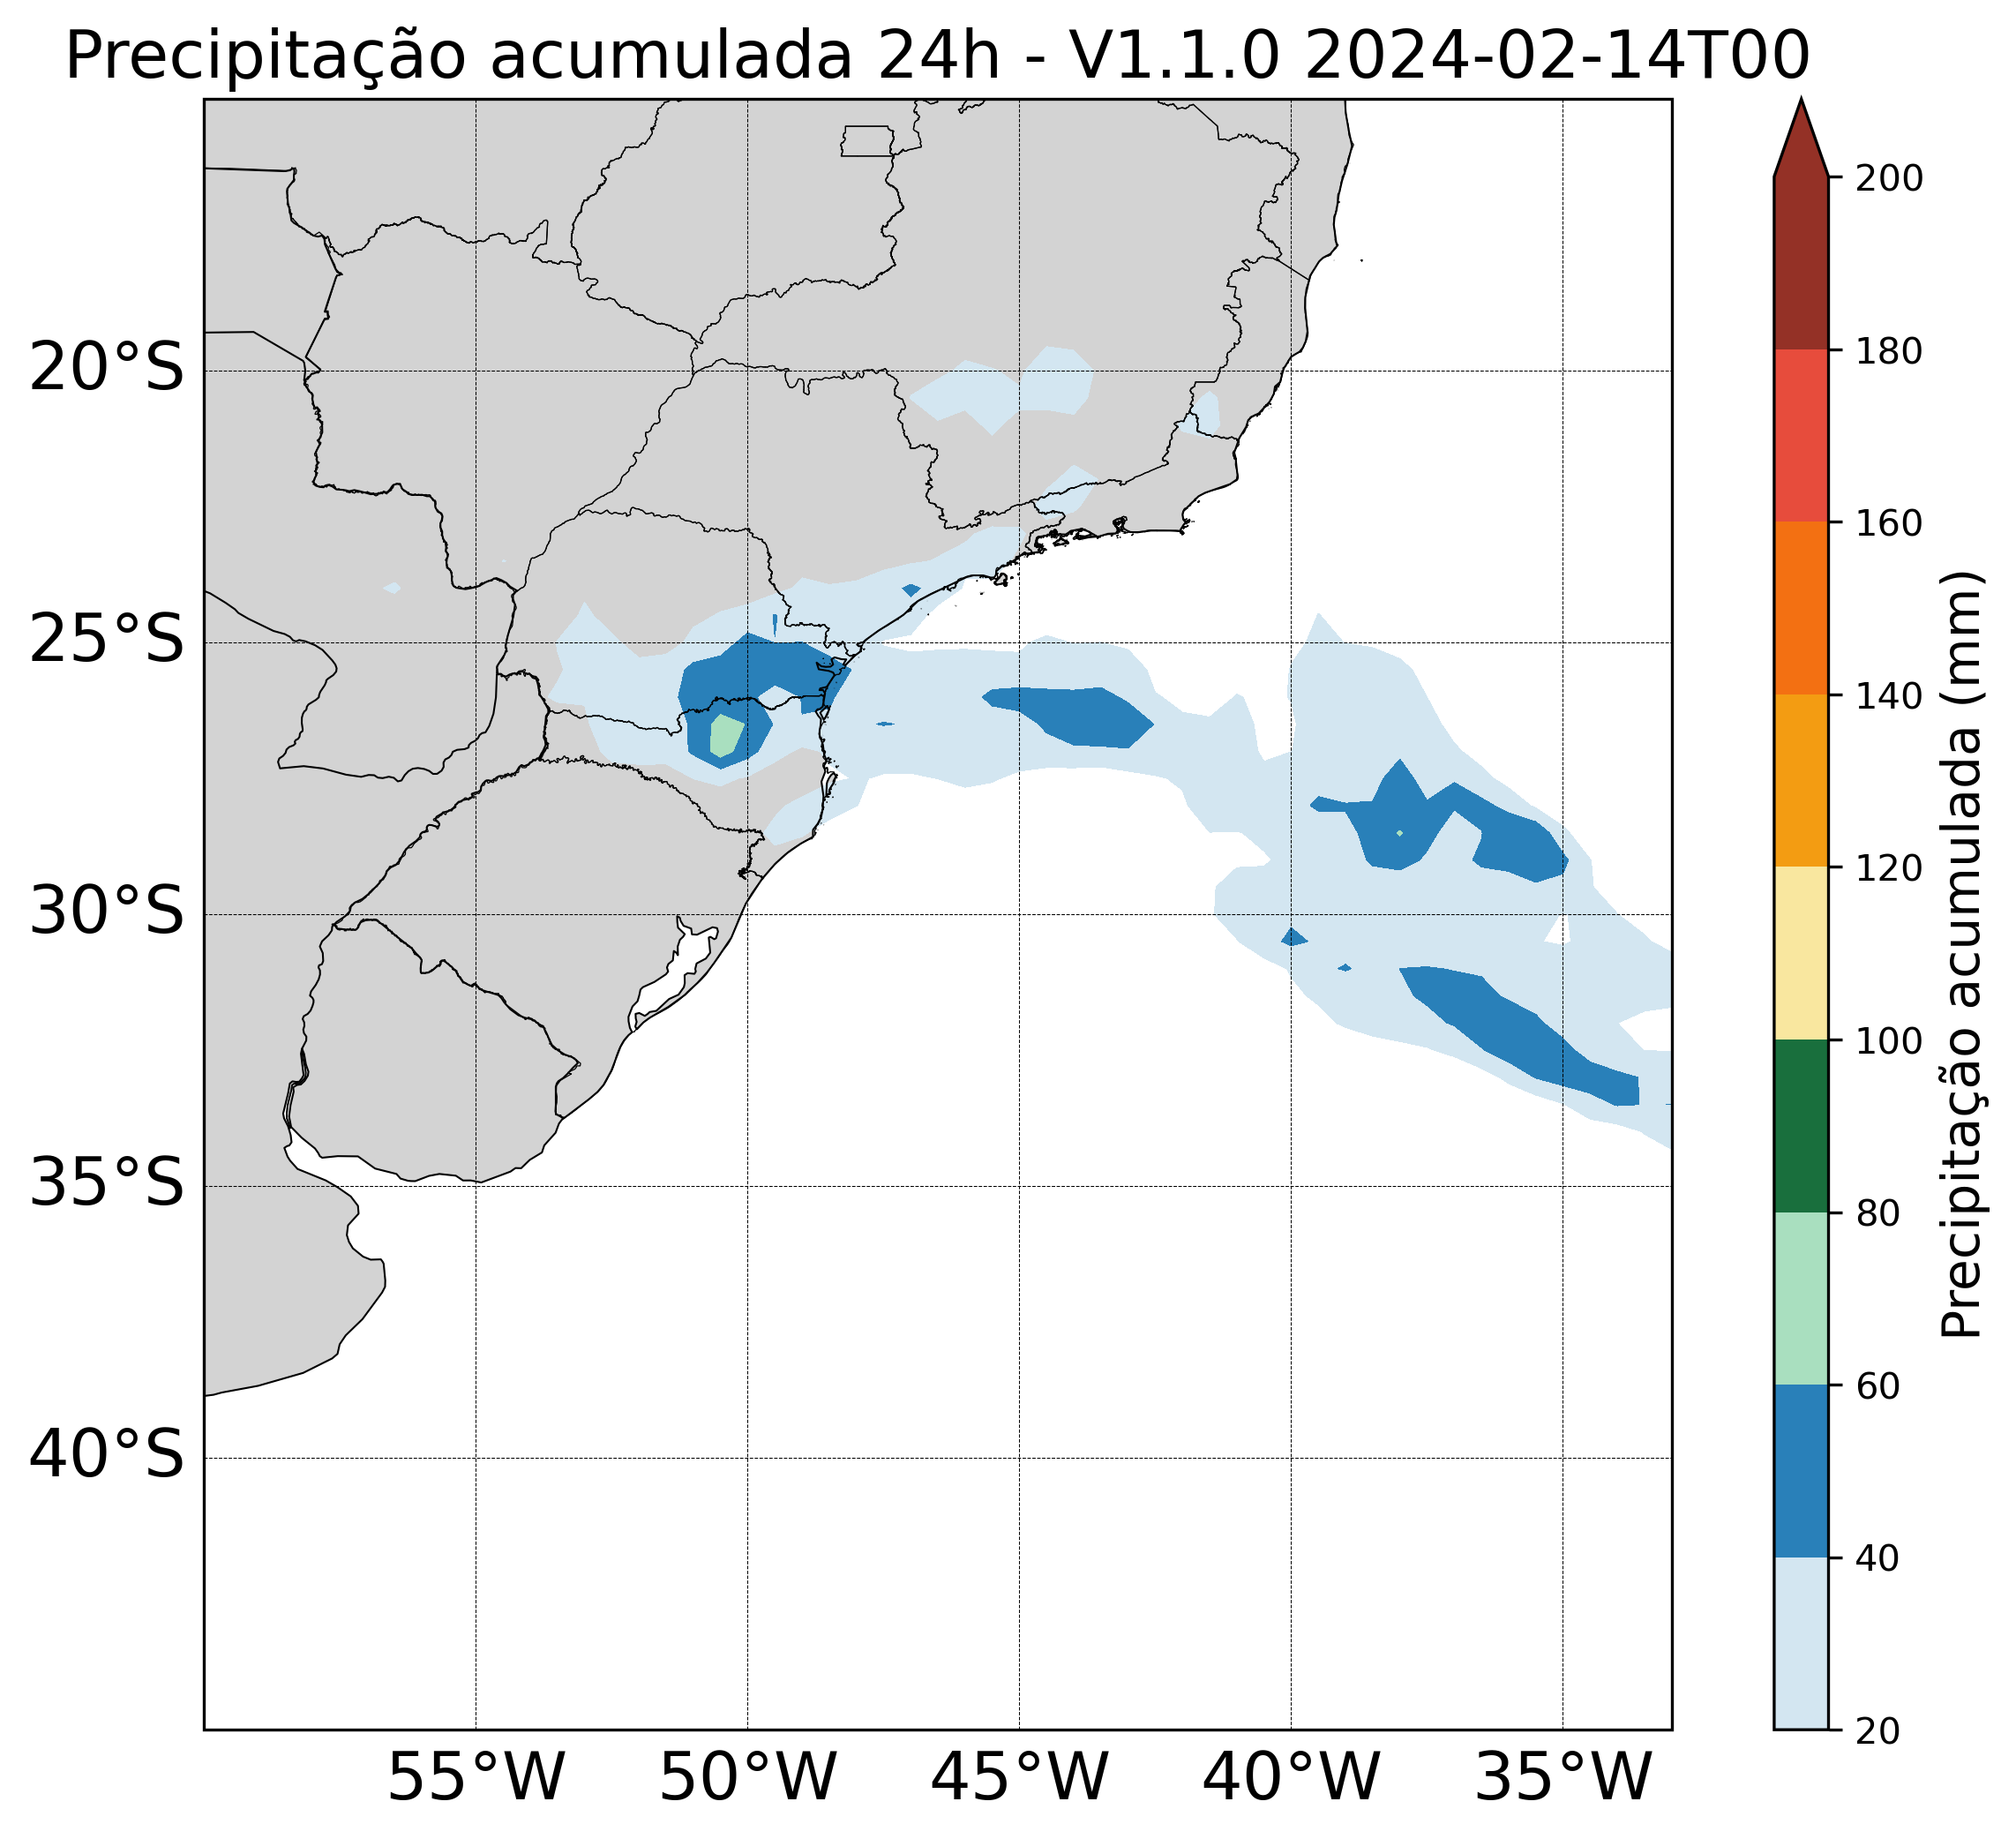 Precipitação acumulada 24h - V1.1.0 2024-02-14T00
20°S
25°S
30°S
35°S
40°S
55°W
50°W
45°W
40°W
35°W
200
180
160
140
120
100
80
60
40
20
Precipitação acumulada (mm)